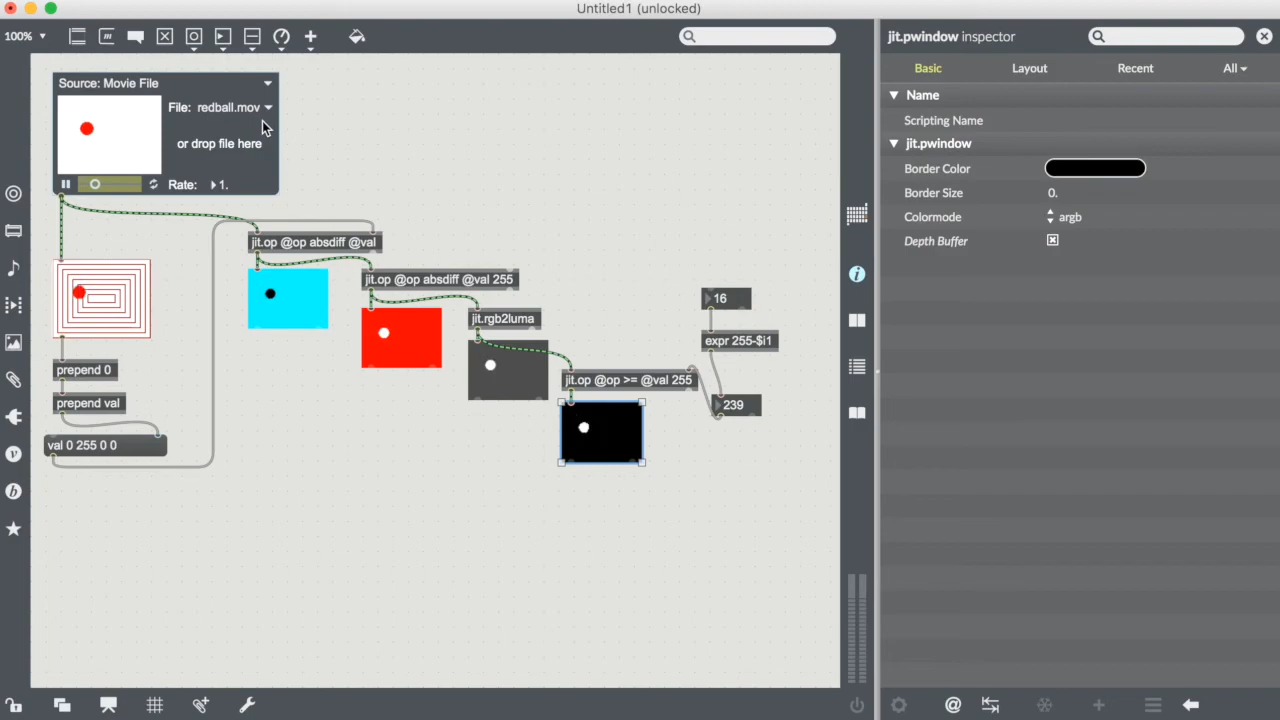 Untitled1 (unlocked)
100%
jit.pwindow inspector
Basic
Layout
Recent
All
Name
Scripting Name
jit.pwindow
Border Color
Border Size
0.
Colormode
argb
Depth Buffer
Source: Movie File
File: redball.mov
or drop file here
Rate: 1.
jit.op @op absdiff @val
jit.op @op absdiff @val 255
jit.rgb2luma
16
expr 255-$i1
prepend 0
jit.op @op >= @val 255
prepend val
239
val 0 255 0 0